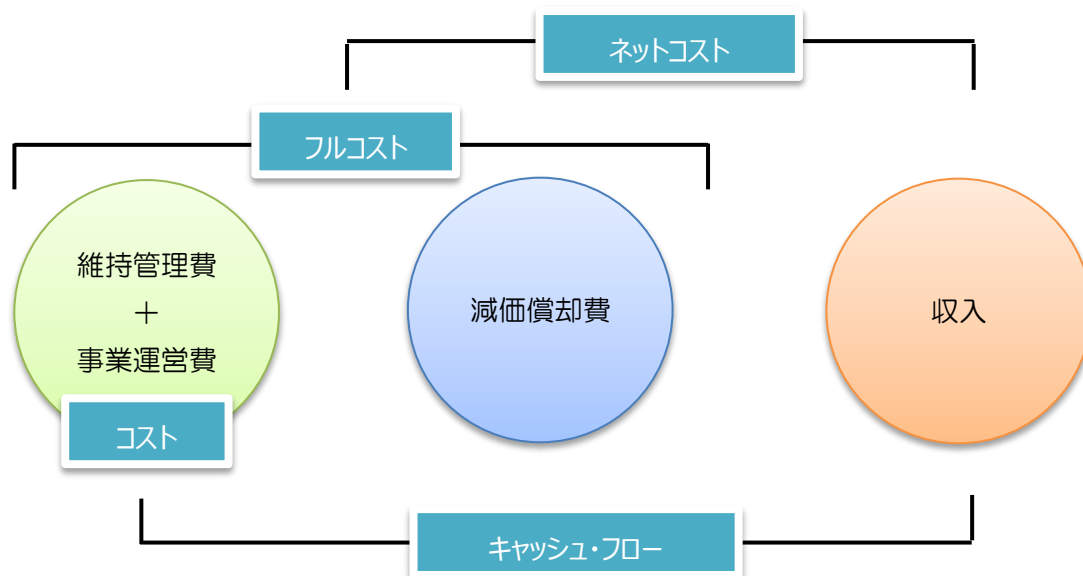 ネットコスト
フルコスト
維持管理費
＋
事業運営費
コスト
減価償却費
収入
キャッシュ・フロー